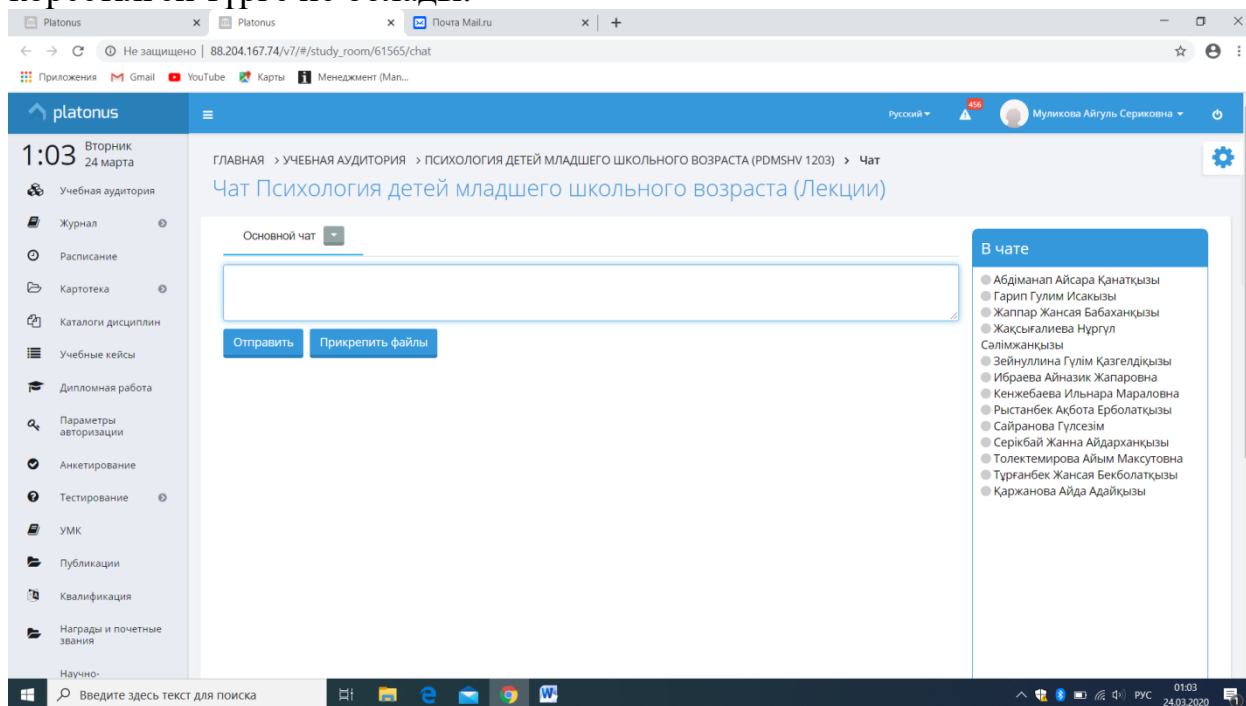 Platonus
Platonus
Почта Mail.ru
Не защищено | 88.204.167.74/v7/#/study_room/61565/chat
Приложения
Gmail
YouTube
Карты
Менеджмент (Man...
platonus
Русский
456
Муликова Айгуль Сериковна
1:03
Вторник
24 марта
Учебная аудитория
Журнал
Расписание
Картотека
Каталоги дисциплин
Учебные кейсы
Дипломная работа
Параметры
авторизации
Анкетирование
Тестирование
УМК
Публикации
Квалификация
Награды и почетные
звания
Научно-
ГЛАВНАЯ > УЧЕБНАЯ АУДИТОРИЯ > ПСИХОЛОГИЯ ДЕТЕЙ МЛАДШЕГО ШКОЛЬНОГО ВОЗРАСТА (PDMSHV 1203) > Чат
Чат Психология детей младшего школьного возраста (Лекции)
Основной чат
Отправить
Прикрепить файлы
В чате
Абдіманап Айсара Қанатқызы
Гарип Гулим Исакызы
Жаппар Жансая Бабаханқызы
Жақсығалиева Нұргүл
Сәлімжанқызы
Зейнуллина Гүлім Қазгелдіқызы
Ибраева Айназик Жапаровна
Кенжебаева Ильнара Мараловна
Рыстанбек Ақбота Ерболатқызы
Сайранова Гүлсезім
Серікбай Жанна Айдарханқызы
Толектемирова Айым Максутовна
Тұрғанбек Жансая Бекболатқызы
Қаржанова Айда Адайқызы
Введите здесь текст для поиска
РУС
01:03
24.03.2020